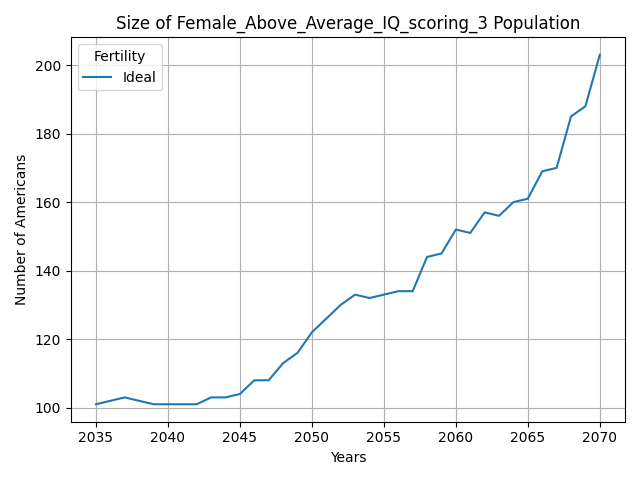 Size of Female_Above_Average_IQ_scoring_3 Population
Fertility
Ideal
Number of Americans
200
180
160
140
120
100
2035 2040 2045 2050 2055 2060 2065 2070
Years